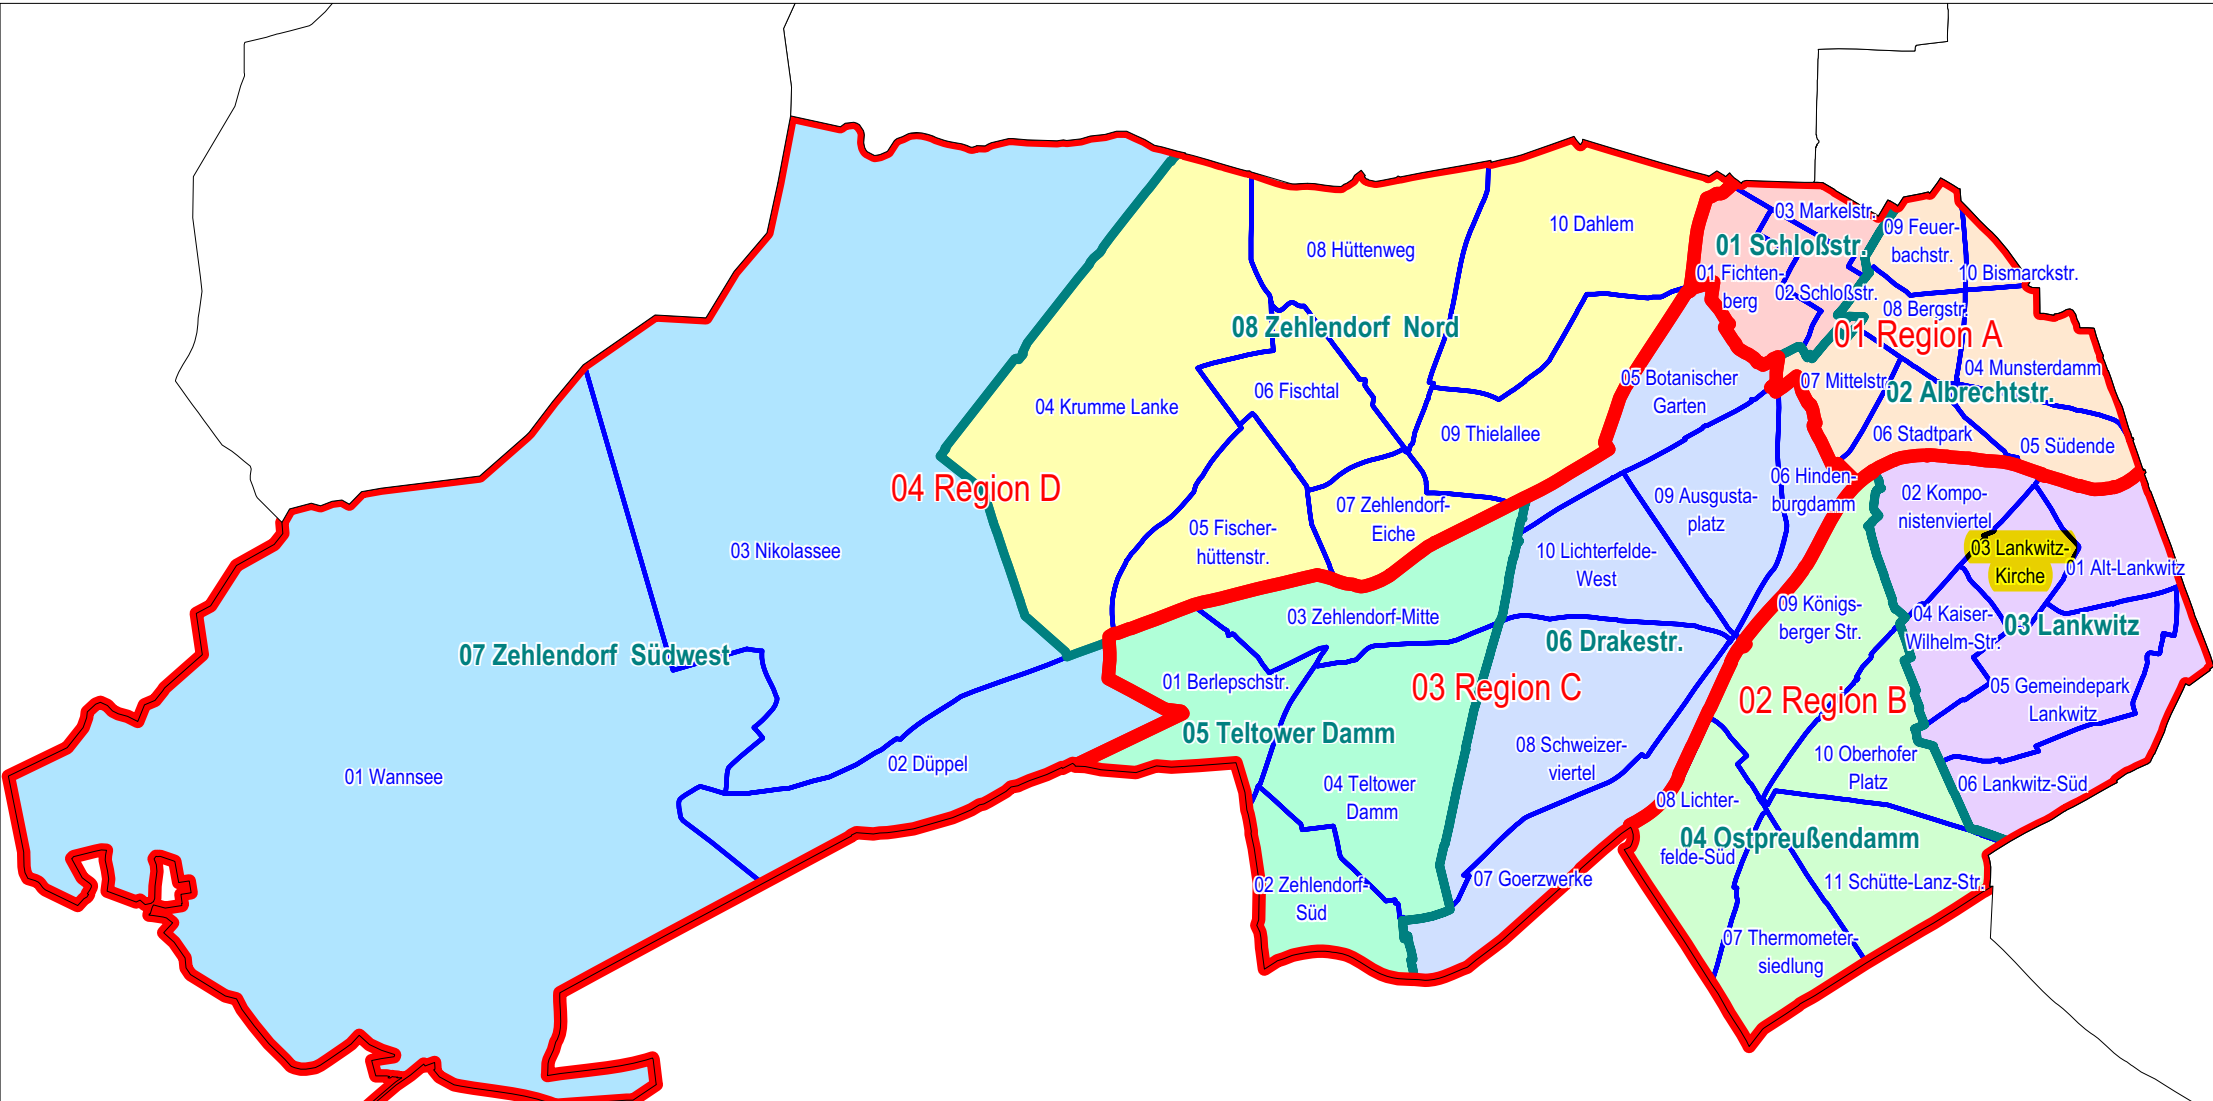 03 Markelstr.
01 Schloßstr.
01 Fichten-
berg
02 Schloßstr.
09 Feuer-
bachstr.
10 Bismarckstr.
08 Bergstr.
01 Region A
04 Munsterdamm
07 Mittelstr.
02 Albrechtstr.
06 Stadtpark
05 Südende
10 Dahlem
08 Hüttenweg
08 Zehlendorf Nord
06 Fischtal
04 Krumme Lanke
09 Thielallee
07 Zehlendorf-
Eiche
05 Fischer-
hüttenstr.
04 Region D
03 Nikolassee
07 Zehlendorf Südwest
01 Wannsee
02 Düppel
05 Botanischer
Garten
06 Hinden-
burgdamm
09 Ausgusta-
platz
10 Lichterfelde-
West
06 Drakestr.
03 Region C
08 Schweizer-
viertel
07 Goerzwerke
03 Zehlendorf-Mitte
01 Berlepschstr.
05 Teltower Damm
04 Teltower
Damm
02 Zehlendorf-
Süd
02 Kompo-
nistenviertel
03 Lankwitz-
Kirche
01 Alt-Lankwitz
04 Kaiser-
Wilhelm-Str.
03 Lankwitz
05 Gemeindepark
Lankwitz
06 Lankwitz-Süd
09 Königs-
berger Str.
02 Region B
10 Oberhofer
Platz
08 Lichter-
felde-Süd
04 Ostpreußendamm
11 Schütte-Lanz-Str.
07 Thermometer-
siedlung